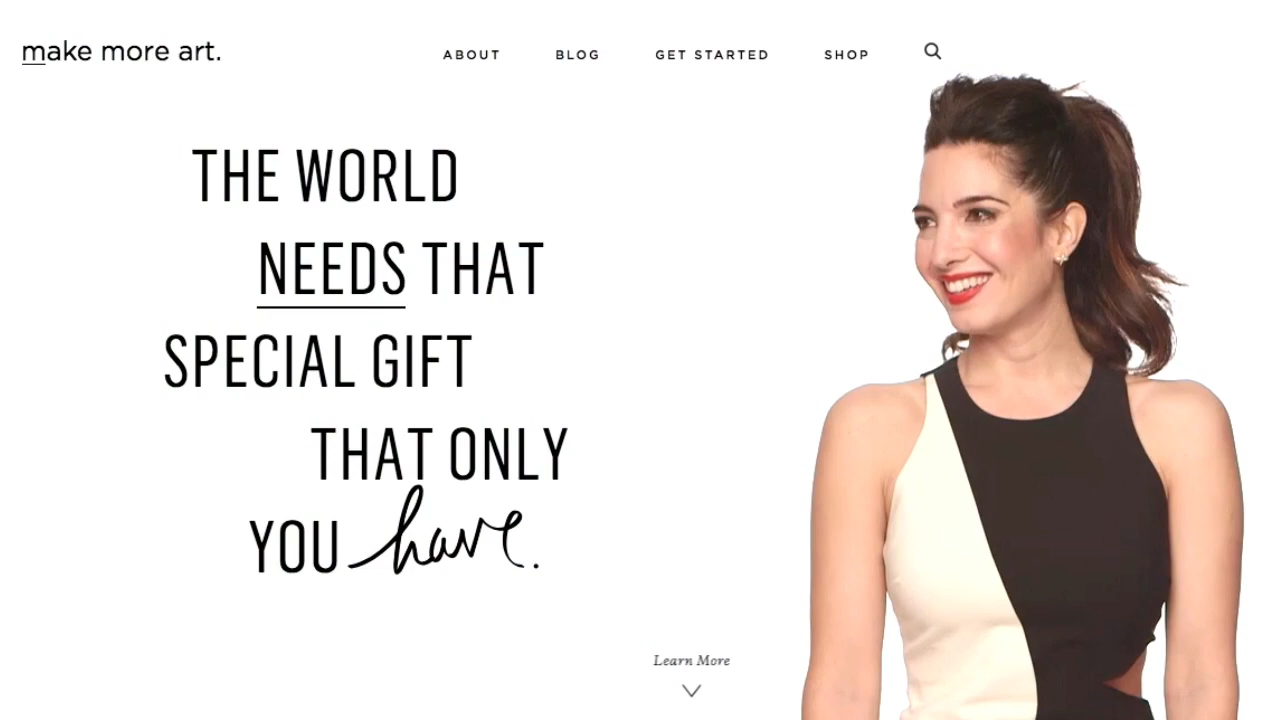 make more art.
ABOUT BLOG GET STARTED SHOP
THE WORLD
NEEDS THAT
SPECIAL GIFT
THAT ONLY
YOU have.
Learn More